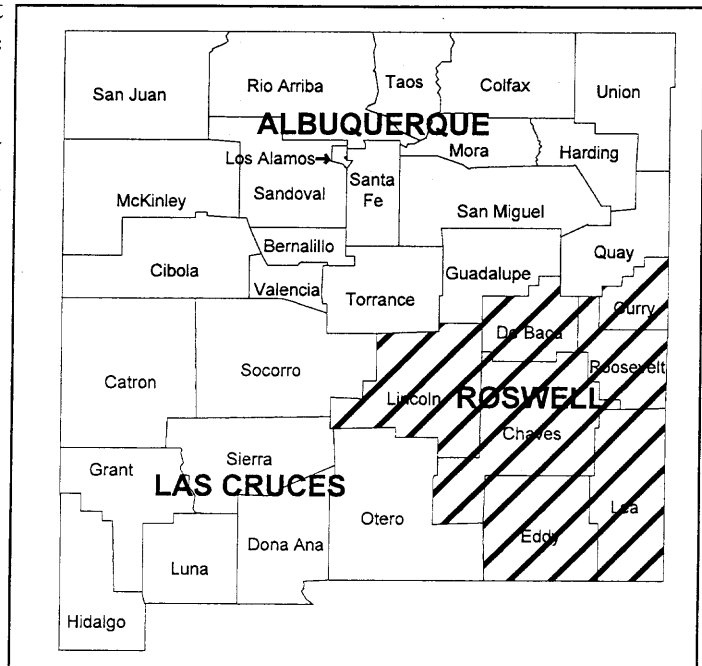 San Juan
Rio Arriba
Taos
Colfax
Union
ALBUQUERQUE
Los Alamos
Mora
Harding
McKinley
Sandoval
Santa
Fe
San Miguel
Bernalillo
Quay
Cibola
Guadalupe
Valencia
Torrance
Curry
De Baca
Catron
Socorro
Roosevelt
Lincoln
ROSWELL
Chaves
Grant
Sierra
LAS CRUCES
Otero
Lea
Eddy
Dona Ana
Luna
Hidalgo